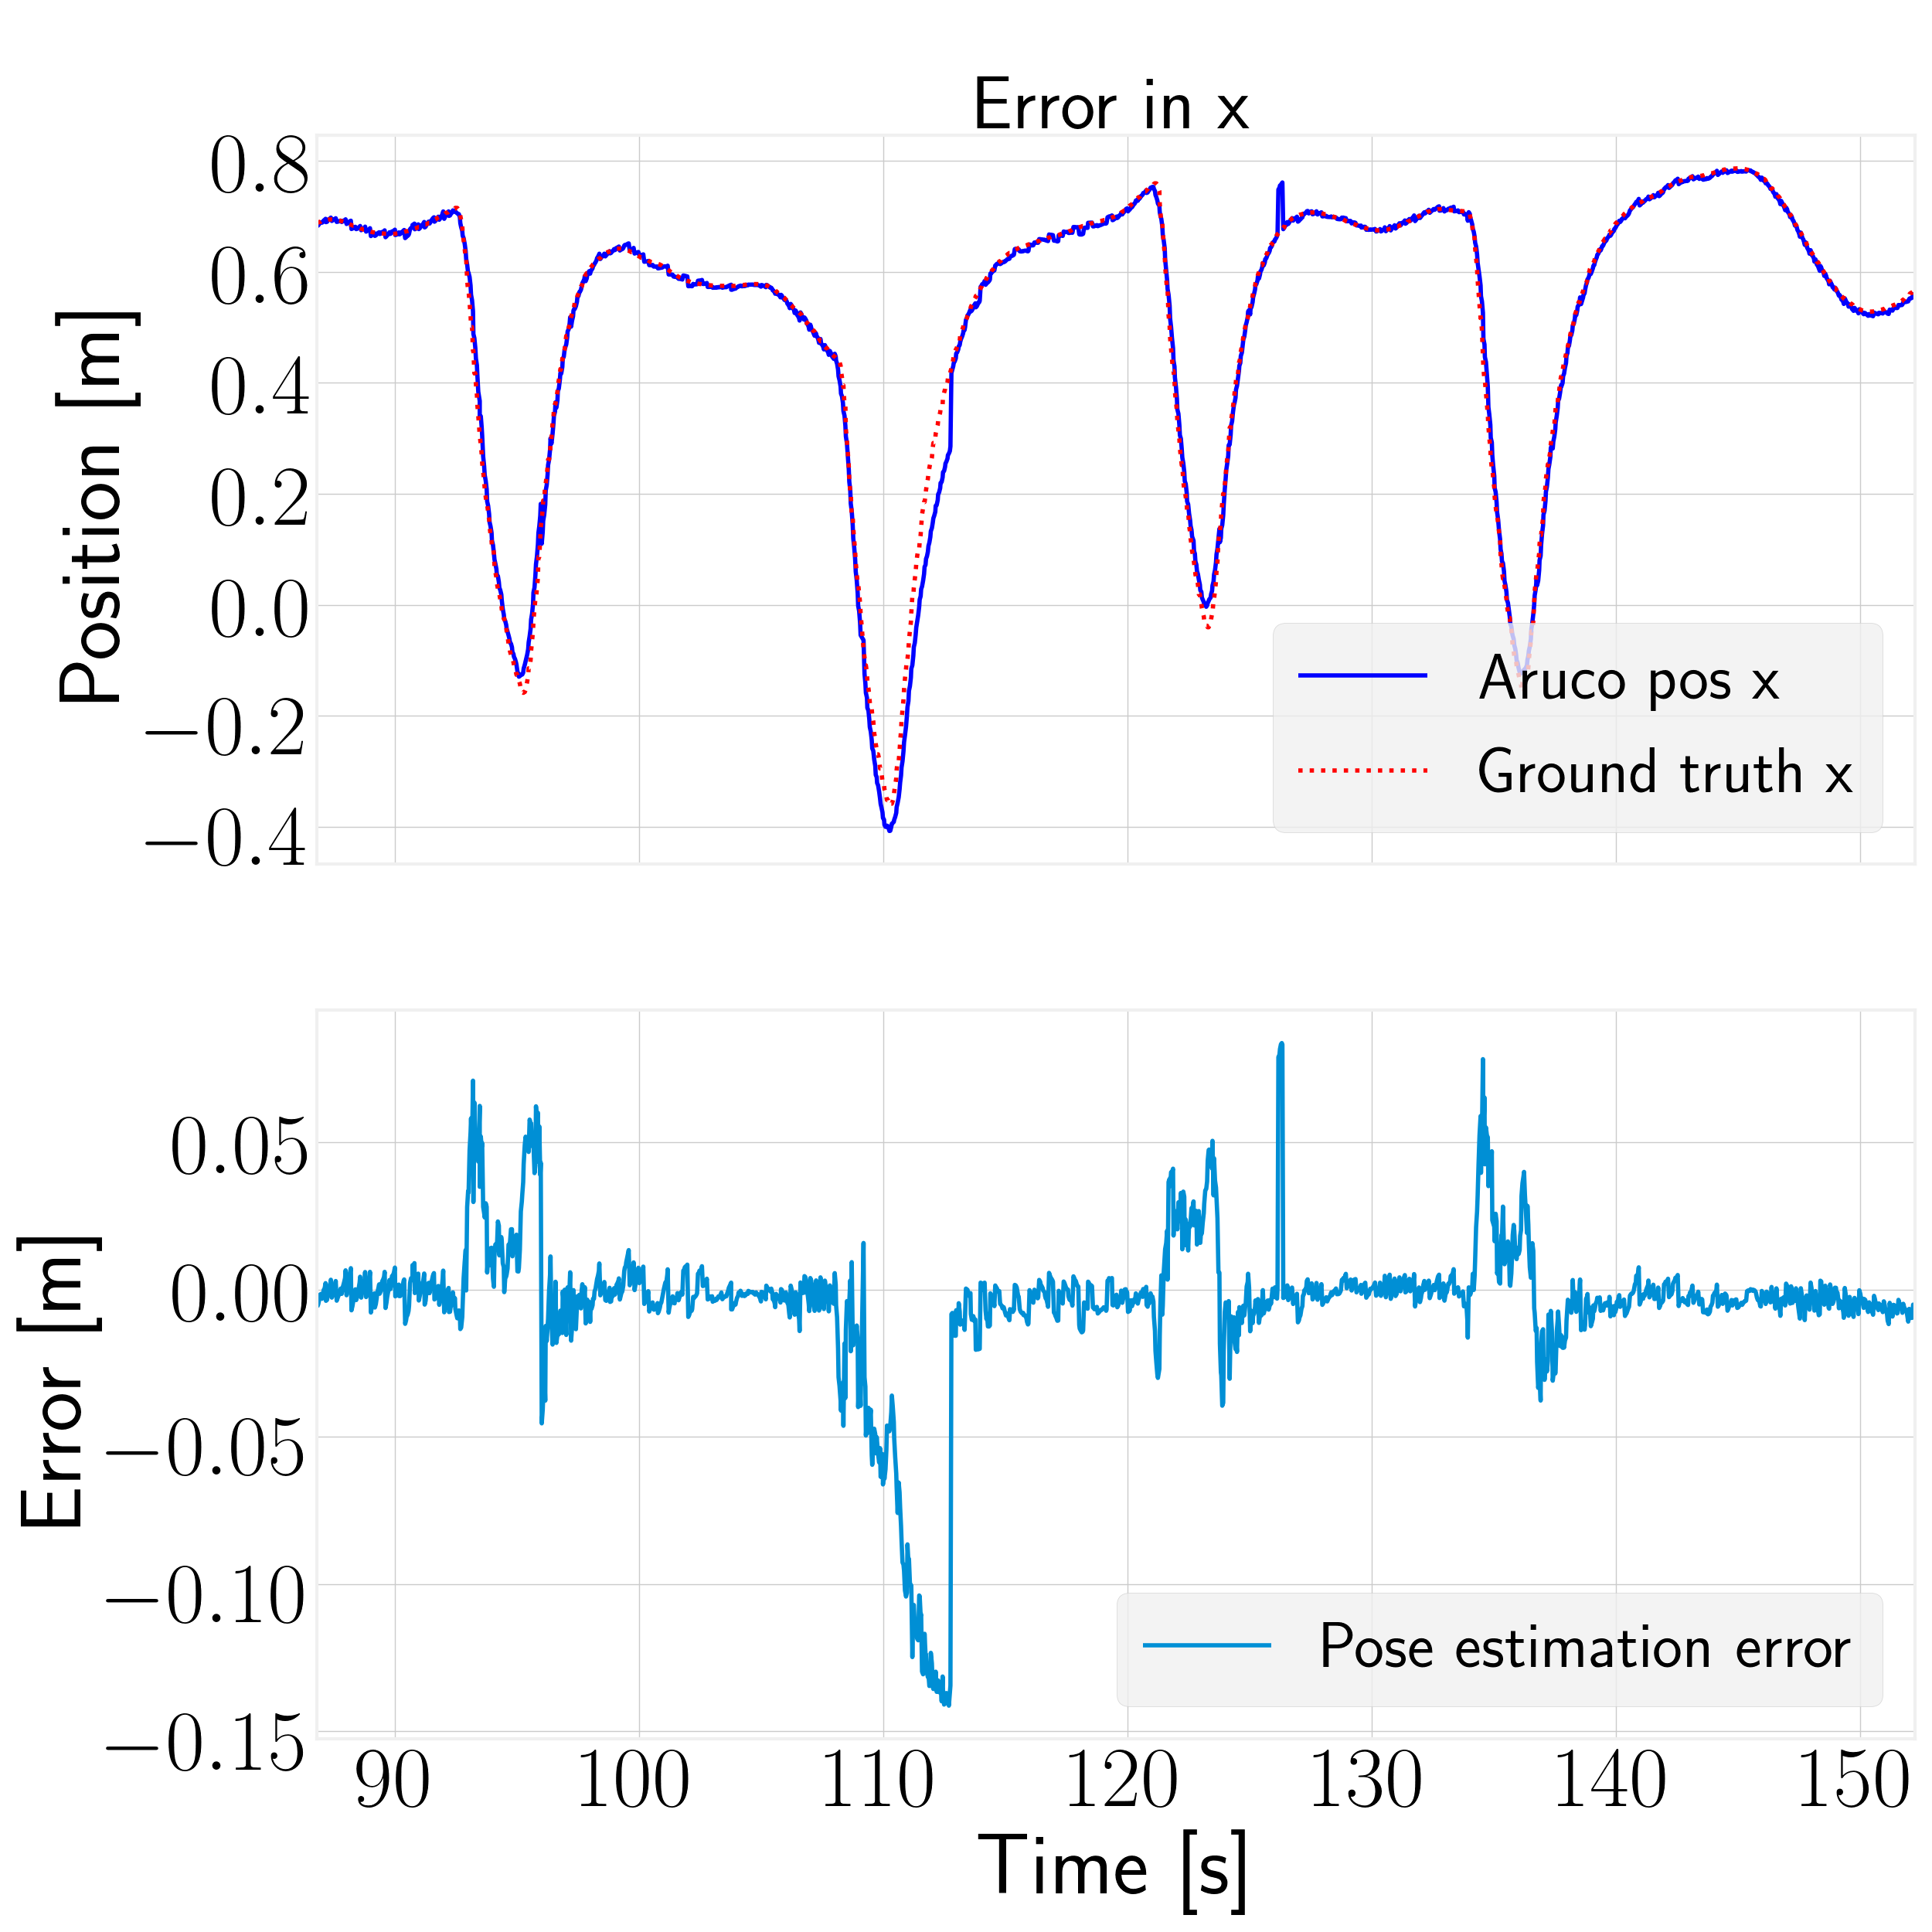 Error in x
Position [m]
0.8
0.6
0.4
0.2
0.0
−0.2
−0.4
Aruco pos x
Ground truth x
Error [m]
0.05
0.00
−0.05
−0.10
−0.15
Pose estimation error
90 100 110 120 130 140 150
Time [s]